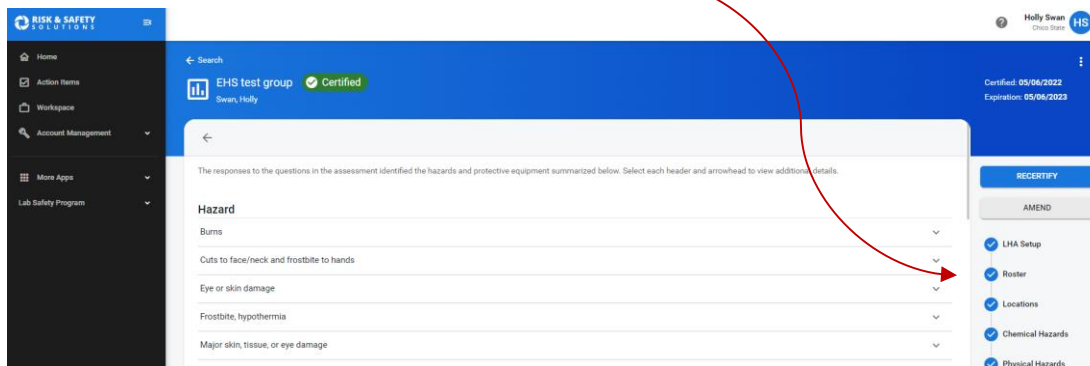 RISK & SAFETY
SOLUTIONS
Holly Swan
Chico State
HS
Home
Action Items
Workspace
Account Management
More Apps
Lab Safety Program
Search
EHS test group
Certified
Swan, Holly
Certified: 05/06/2022
Expiration: 05/06/2023
The responses to the questions in the assessment identified the hazards and protective equipment summarized below. Select each header and arrowhead to view additional details.
Hazard
Burns
Cuts to face/neck and frostbite to hands
Eye or skin damage
Frostbite, hypothermia
Major skin, tissue, or eye damage
RECERTIFY
AMEND
LHA Setup
Roster
Locations
Chemical Hazards
Physical Hazards